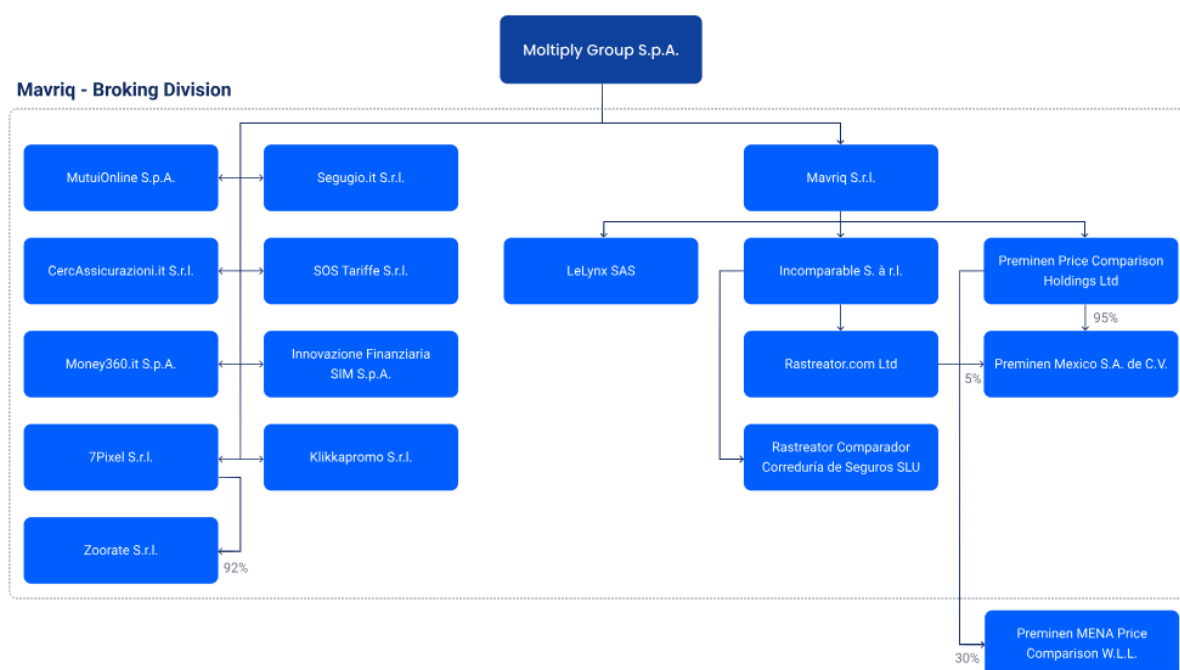 Moltiply Group S.p.A.
Mavriq - Broking Division
MutuiOnline S.p.A.
Segugio.it S.r.l.
Mavriq S.r.l.
CercAssicurazioni.it S.r.l.
SOS Tariffe S.r.l.
LeLynx SAS
Incomparable S. à r.l.
Preminen Price Comparison
Holdings Ltd
95%
Money360.it S.p.A.
Innovazione Finanziaria
SIM S.p.A.
Rastreator.com Ltd
5%
Preminen Mexico S.A. de C.V.
7Pixel S.r.l.
Klikkapromo S.r.l.
Rastreator Comparador
Correduría de Seguros SLU
Zoorate S.r.l.
92%
Preminen MENA Price
Comparison W.L.L.
30%